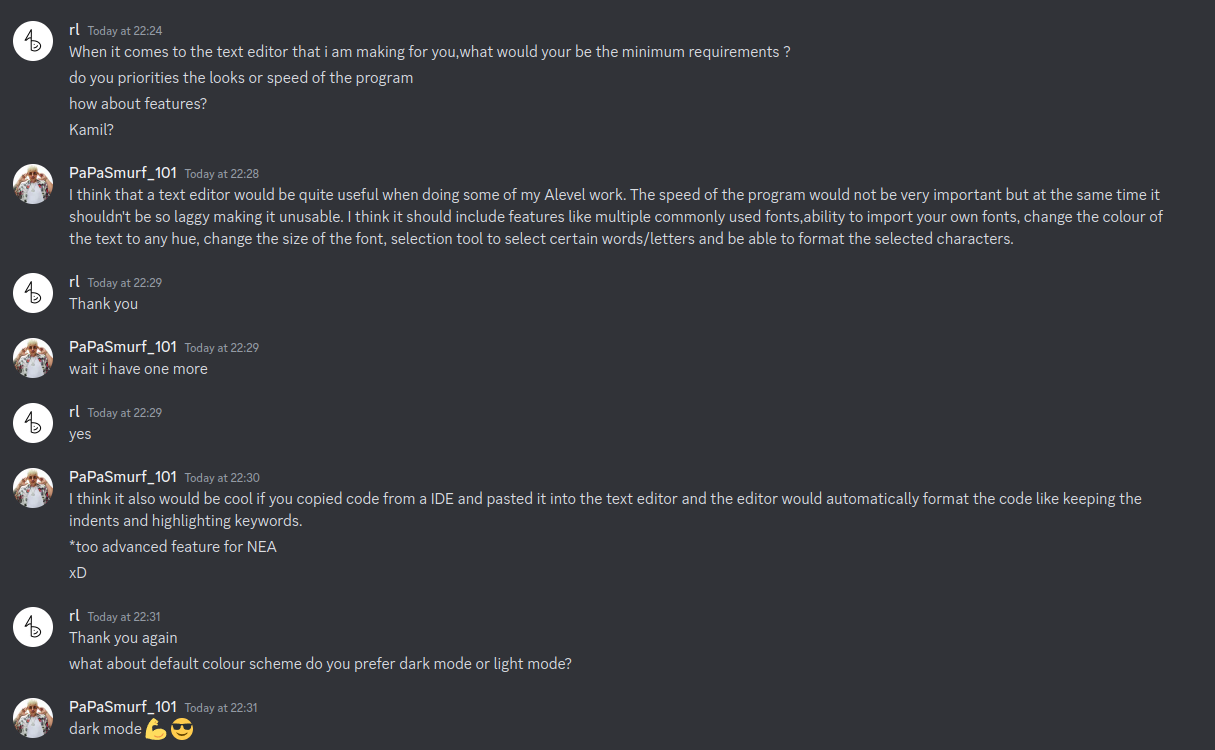 rl Today at 22:24
When it comes to the text editor that i am making for you,what would your be the minimum requirements ?
do you priorities the looks or speed of the program
how about features?
Kamil?
PaPaSmurf_101 Today at 22:28
I think that a text editor would be quite useful when doing some of my Alevel work. The speed of the program would not be very important but at the same time it
shouldn't be so laggy making it unusable. I think it should include features like multiple commonly used fonts,ability to import your own fonts, change the colour of
the text to any hue, change the size of the font, selection tool to select certain words/letters and be able to format the selected characters.
rl Today at 22:29
Thank you
PaPaSmurf_101 Today at 22:29
wait i have one more
rl Today at 22:29
yes
PaPaSmurf_101 Today at 22:30
I think it also would be cool if you copied code from a IDE and pasted it into the text editor and the editor would automatically format the code like keeping the
indents and highlighting keywords.
*too advanced feature for NEA
xD
rl Today at 22:31
Thank you again
what about default colour scheme do you prefer dark mode or light mode?
PaPaSmurf_101 Today at 22:31
dark mode 💪😎